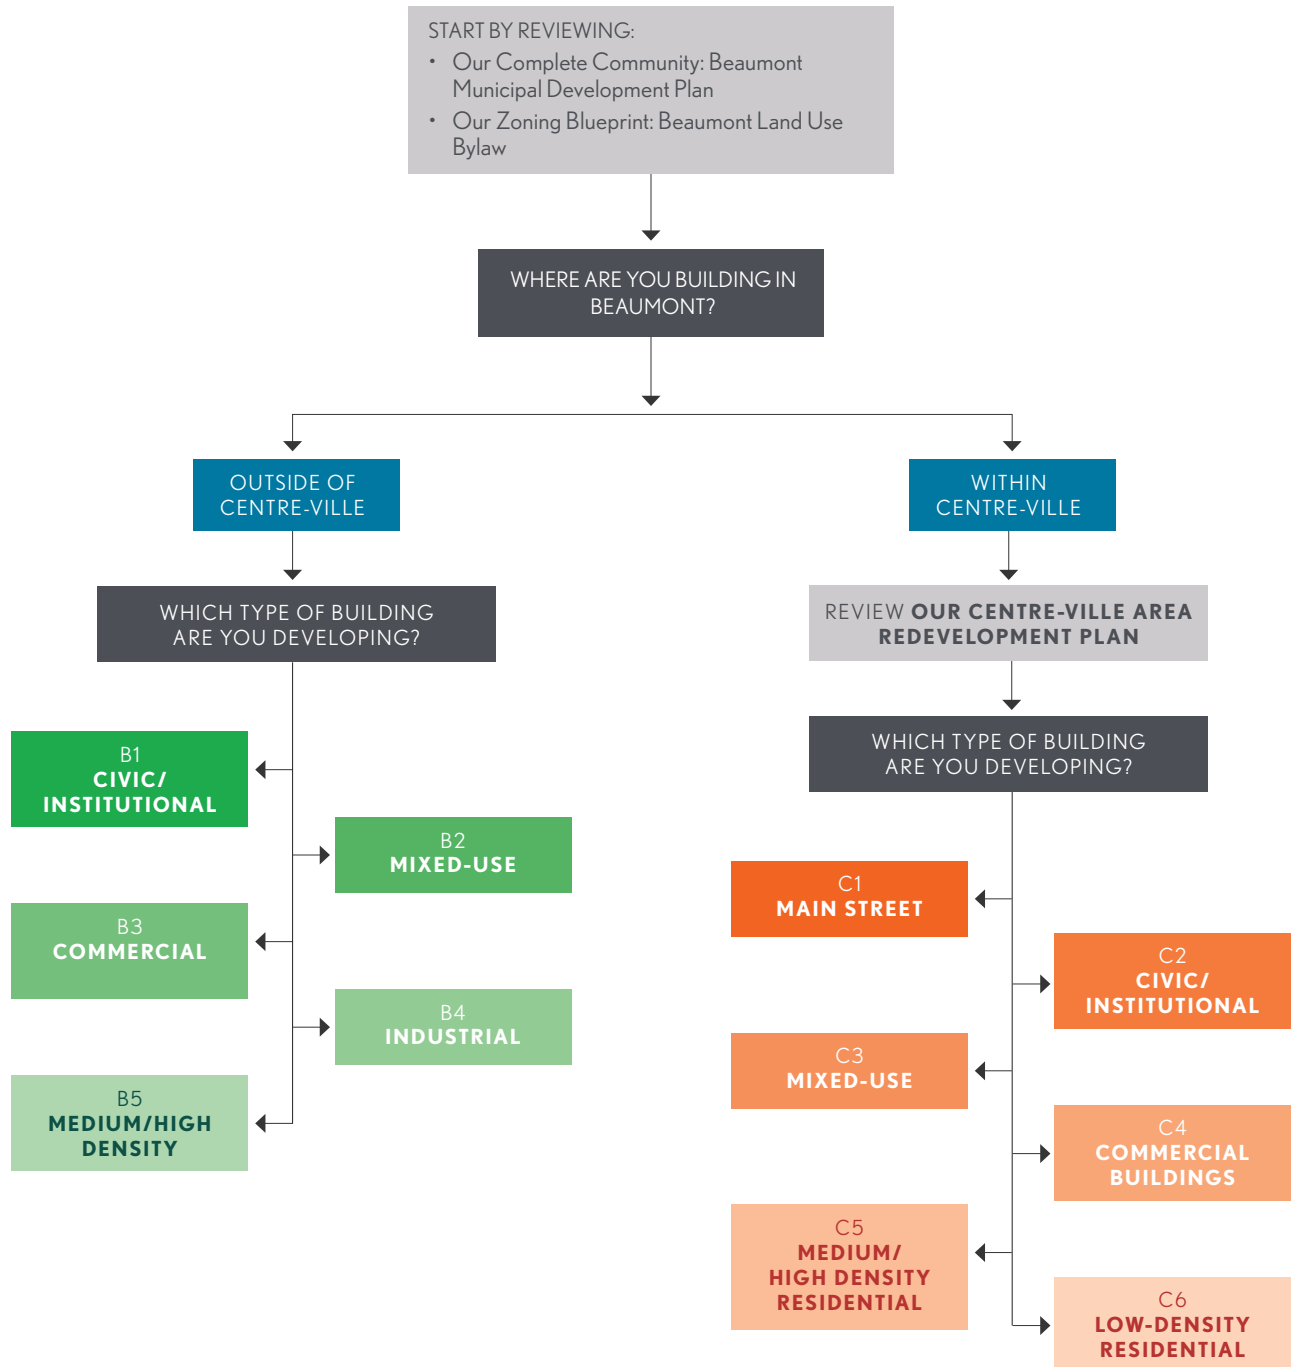 START BY REVIEWING:
• Our Complete Community: Beaumont
Municipal Development Plan
• Our Zoning Blueprint: Beaumont Land Use
Bylaw
WHERE ARE YOU BUILDING IN
BEAUMONT?
OUTSIDE OF
CENTRE-VILLE
WHICH TYPE OF BUILDING
ARE YOU DEVELOPING?
B1
CIVIC/
INSTITUTIONAL
B2
MIXED-USE
B3
COMMERCIAL
B4
INDUSTRIAL
B5
MEDIUM/HIGH
DENSITY
WITHIN
CENTRE-VILLE
REVIEW OUR CENTRE-VILLE AREA
REDEVELOPMENT PLAN
WHICH TYPE OF BUILDING
ARE YOU DEVELOPING?
C1
MAIN STREET
C2
CIVIC/
INSTITUTIONAL
C3
MIXED-USE
C4
COMMERCIAL
BUILDINGS
C5
MEDIUM/
HIGH DENSITY
RESIDENTIAL
C6
LOW-DENSITY
RESIDENTIAL